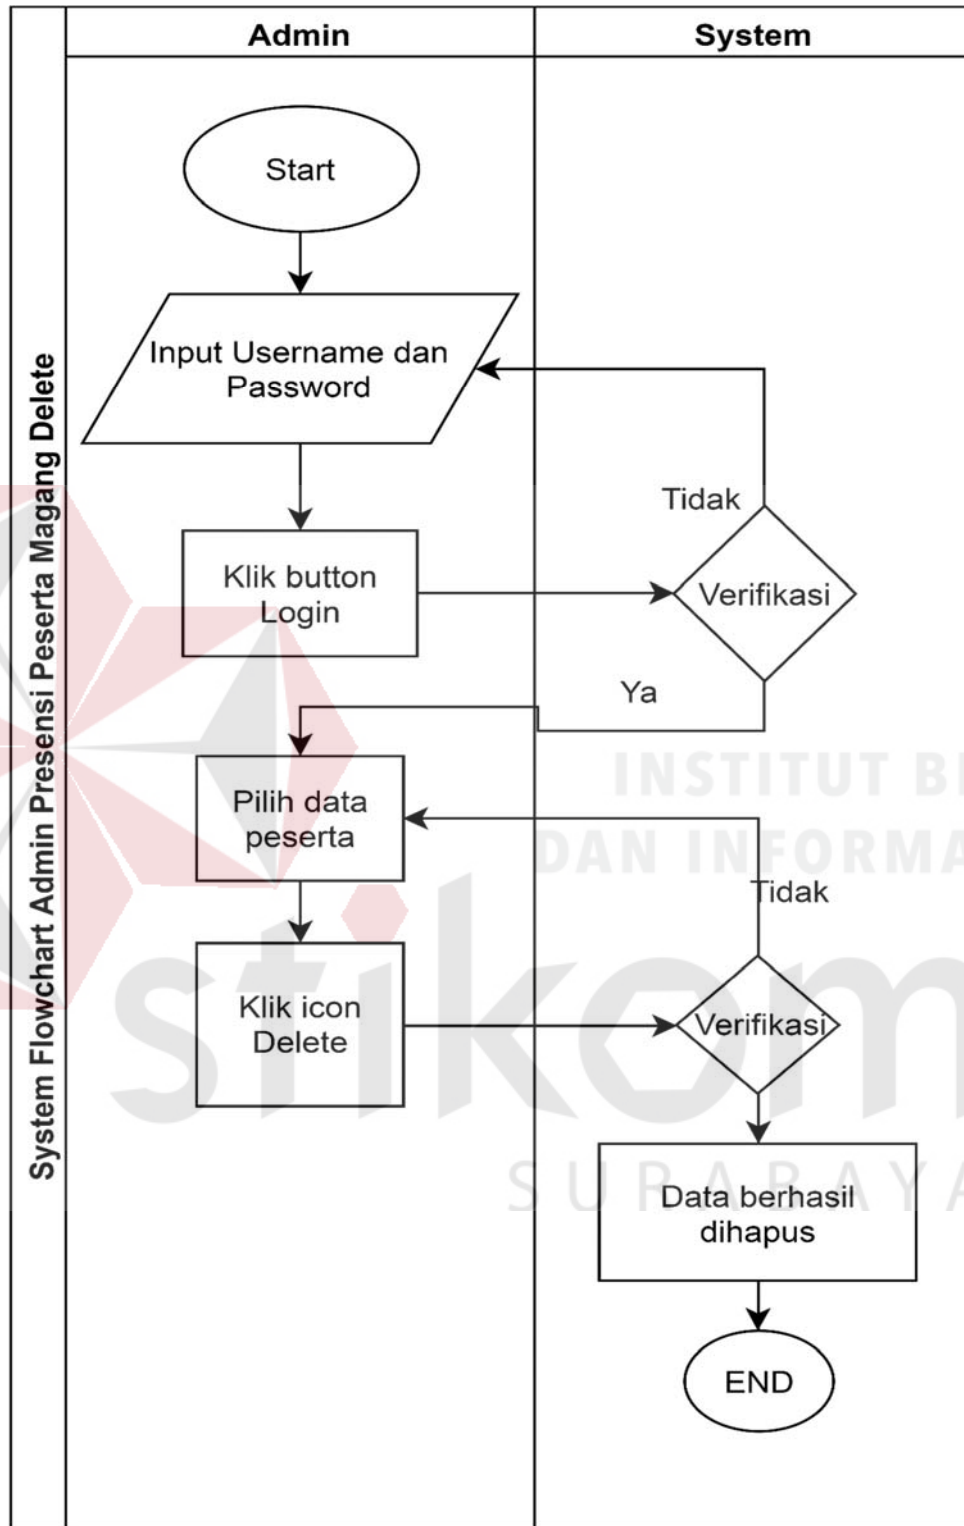 Admin
System
System Flowchart Admin Presensi Peserta Magang Delete
Start
Input Username dan
Password
Tidak
Klik button
Login
Verifikasi
Ya
INSTITUT BI
DAN INFORMA
Pilih data
peserta
Tidak
stikom
Klik icon
Delete
Verifikasi
SURABAYA
Data berhasil
dihapus
END